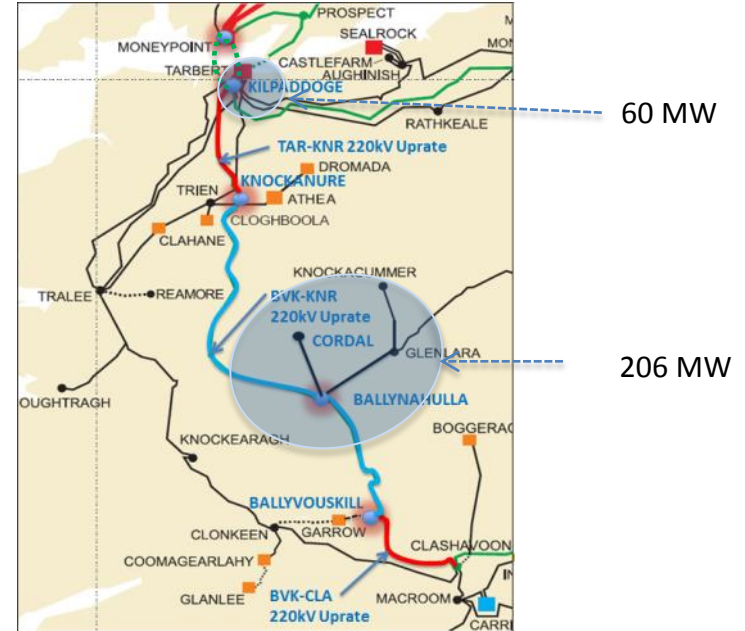 PROSPECT
MONEYPOINT
SEALROCK
MON
TARBERT
CASTLEFARM
AUGHINISH
KILPADDOGE
60 MW
RATHKEALE
TAR-KNR 220kV Uprate
DROMADA
KNOCKANURE
TRIEN
ATHEA
CLOGHBOOLA
CLAHANE
KNOCKACUMMER
TRALEE
REAMORE
BVK-KNR
220kV Uprate
CORDAL
GLENLARA
206 MW
OUGHTRAGH
BALLYNAHULLA
BOGGERAG
KNOCKEARAGH
BALLYVOUSKILL
GARROW
CLONKEEN
CLASHAVOON
COOMAGEARLAHY
GLANLEE
BVK-CLA
220kV Uprate
MACROOM
CARRI